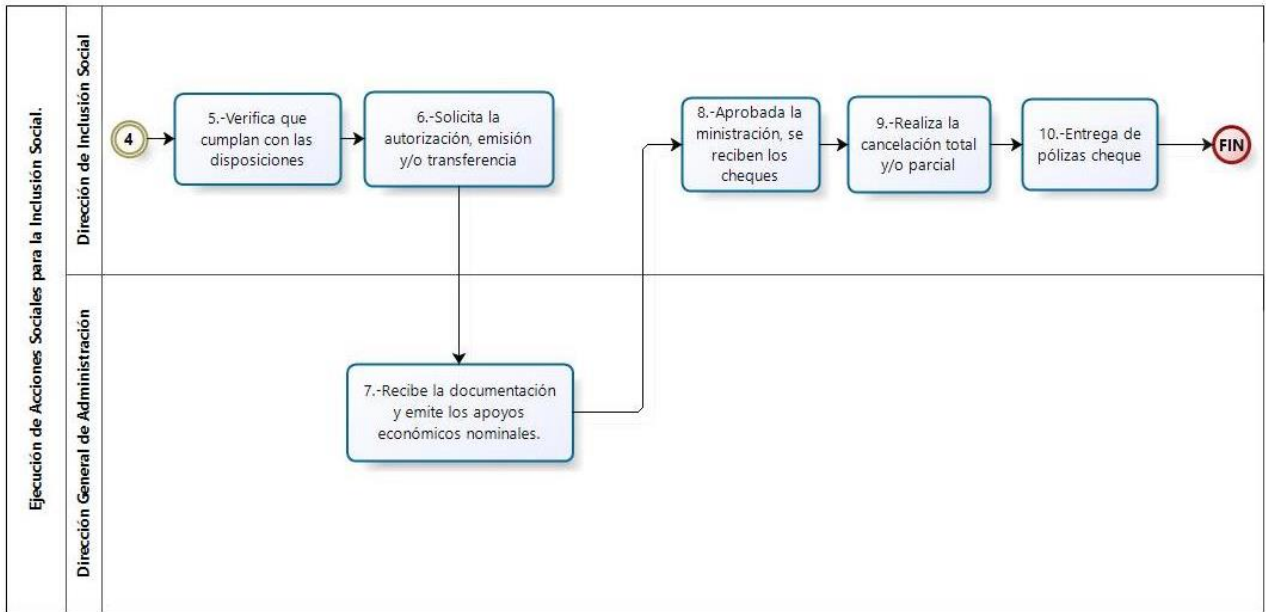 Ejecución de Acciones Sociales para la Inclusión Social.
Dirección de Inclusión Social
4
5.-Verifica que
cumplan con las
disposiciones
6.-Solicita la
autorización, emisión
y/o transferencia
8.-Aprobada la
ministración, se
reciben los
cheques
9.-Realiza la
cancelación total
y/o parcial
10.-Entrega de
pólizas cheque
FIN
Dirección General de Administración
7.-Recibe la documentación
y emite los apoyos
económicos nominales.